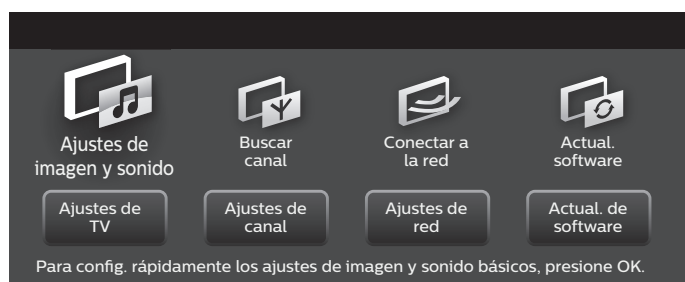 Ajustes de
imagen y sonido
Buscar
canal
Conectar a
la red
Actual.
software
Ajustes de
TV
Ajustes de
canal
Ajustes de
red
Actual. de
software
Para config. rápidamente los ajustes de imagen y sonido básicos, presione OK.